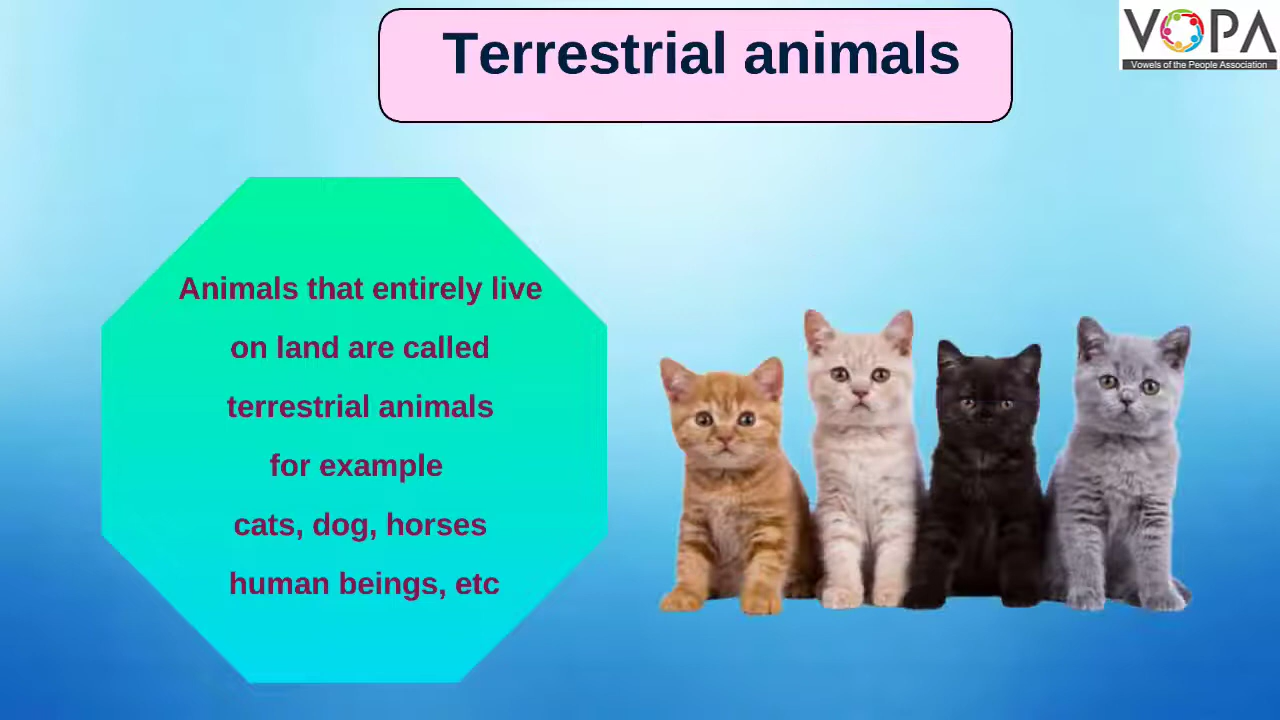 Terrestrial animals
VOPA
Vowels of the People Association
Animals that entirely live
on land are called
terrestrial animals
for example
cats, dog, horses
human beings, etc